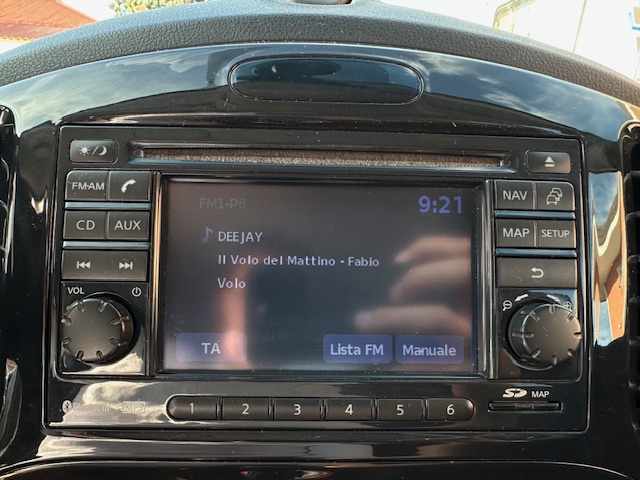 FM1-P6
9:21
FM·AM
NAV
DEEJAY
CD
AUX
MAP
SETUP
Il Volo del Mattino - Fabio
Volo
VOL
TA
Lista FM
Manuale
1
2
3
4
5
6
SD
MAP